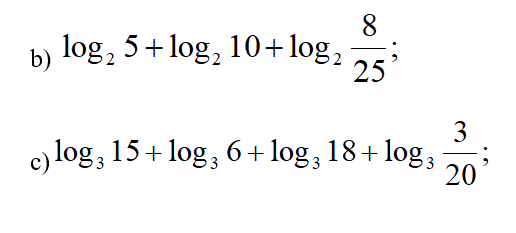 b) log₂ 5 + log₂ 10 + log₂ 8/25;
c) log₃ 15 + log₃ 6 + log₃ 18 + log₃ 3/20;